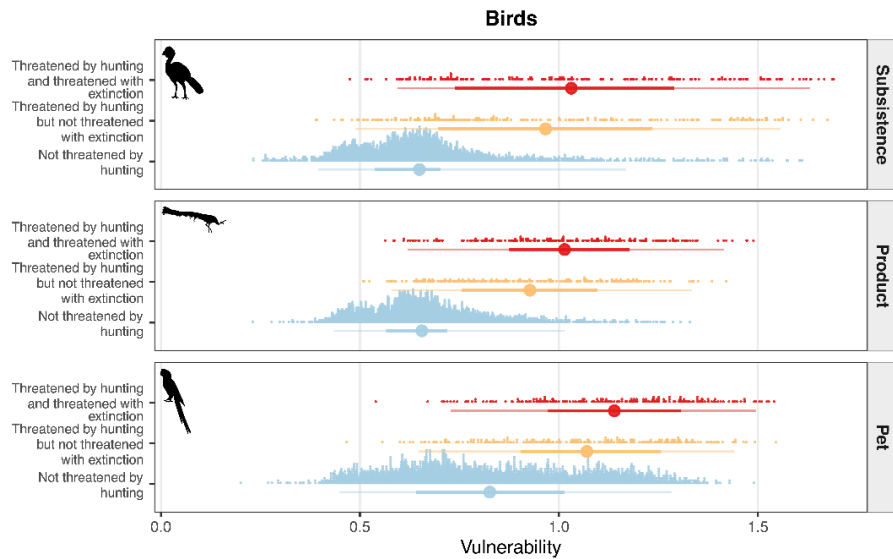 Birds
Threatened by hunting
and threatened with
extinction
Threatened by hunting
but not threatened
with extinction
Not threatened by
hunting
Subsistence
Threatened by hunting
and threatened with
extinction
Threatened by hunting
but not threatened
with extinction
Not threatened by
hunting
Product
Threatened by hunting
and threatened with
extinction
Threatened by hunting
but not threatened
with extinction
Not threatened by
hunting
Pet
0.0 0.5 1.0 1.5
Vulnerability